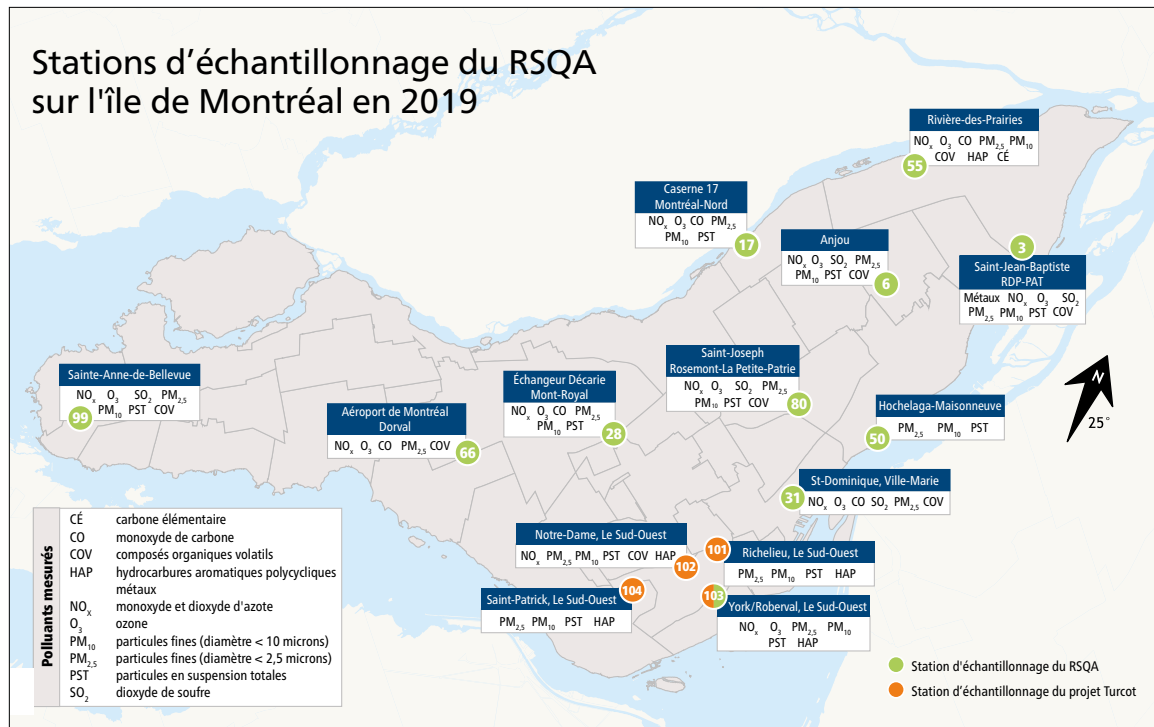 Stations d’échantillonnage du RSQA
sur l'île de Montréal en 2019
Rivière-des-Prairies
NOx O3 CO PM2,5 PM10
COV HAP CÉ
55
Caserne 17
Montréal-Nord
NOx O3 CO PM2,5
PM10 PST
17
Anjou
NOx O3 SO2 PM2,5
PM10 PST COV
6
3
Saint-Jean-Baptiste
RDP-PAT
Métaux NOx O3 SO2
PM2,5 PM10 PST COV
Sainte-Anne-de-Bellevue
NOx O3 SO2 PM2,5
PM10 PST COV
99
Aéroport de Montréal
Dorval
NOx O3 CO PM2,5 COV
66
Échangeur Décarie
Mont-Royal
NOx O3 CO PM2,5
PM10 PST
28
Saint-Joseph
Rosemont-La Petite-Patrie
NOx O3 SO2 PM2,5
PM10 PST COV
80
Hochelaga-Maisonneuve
PM2,5 PM10 PST
50
N
25°
St-Dominique, Ville-Marie
NOx O3 CO SO2 PM2,5 COV
31
Notre-Dame, Le Sud-Ouest
NOx PM2,5 PM10 PST COV HAP
102
101
Richelieu, Le Sud-Ouest
PM2,5 PM10 PST HAP
Saint-Patrick, Le Sud-Ouest
PM2,5 PM10 PST HAP
104
103
York/Roberval, Le Sud-Ouest
NOx O3 PM2,5 PM10
PST HAP
Polluants mesurés
CÉ carbone élémentaire
CO monoxyde de carbone
COV composés organiques volatils
HAP hydrocarbures aromatiques polycycliques
métaux
NOX monoxyde et dioxyde d'azote
O3 ozone
PM10 particules fines (diamètre < 10 microns)
PM2,5 particules fines (diamètre < 2,5 microns)
PST particules en suspension totales
SO2 dioxyde de soufre
Station d'échantillonnage du RSQA
Station d’échantillonnage du projet Turcot